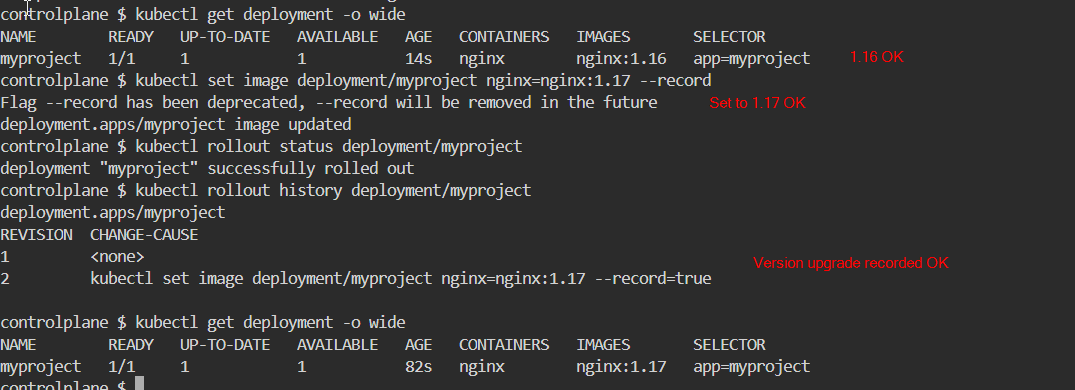 controlplane $ kubectl get deployment -o wide
NAME READY UP-TO-DATE AVAILABLE AGE CONTAINERS IMAGES SELECTOR
myproject 1/1 1 1 14s nginx nginx:1.16 app=myproject 1.16 OK
controlplane $ kubectl set image deployment/myproject nginx=nginx:1.17 --record
Flag --record has been deprecated, --record will be removed in the future Set to 1.17 OK
deployment.apps/myproject image updated
controlplane $ kubectl rollout status deployment/myproject
deployment "myproject" successfully rolled out
controlplane $ kubectl rollout history deployment/myproject
deployment.apps/myproject
REVISION CHANGE-CAUSE
1 <none>
Version upgrade recorded OK
2 kubectl set image deployment/myproject nginx=nginx:1.17 --record=true
controlplane $ kubectl get deployment -o wide
NAME READY UP-TO-DATE AVAILABLE AGE CONTAINERS IMAGES SELECTOR
myproject 1/1 1 1 82s nginx nginx:1.17 app=myproject
controlplane $